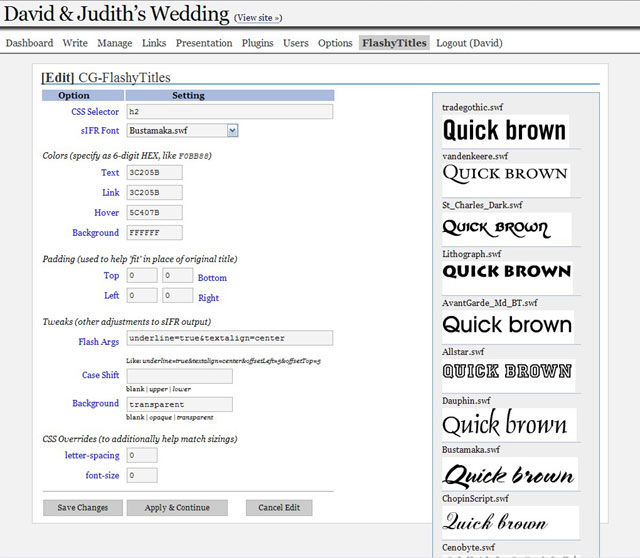 David & Judith's Wedding (View site »)
Dashboard Write Manage Links Presentation Plugins Users Options FlashyTitles Logout (David)
[Edit] CG-FlashyTitles
Option Setting
CSS Selector h2
sIFR Font Bustamaka.swf
Colors (specify as 6-digit HEX, like F0BB88)
Text 3C205B
Link 3C205B
Hover 5C407B
Background FFFFFF
Padding (used to help 'fit' in place of original title)
Top 0 0 Bottom
Left 0 0 Right
Tweaks (other adjustments to sIFR output)
Flash Args underline=true&textalign=center
Like: underline=true&textalign=center&offsetLeft=5&offsetTop=5
Case Shift
blank | upper | lower
Background transparent
blank | opaque | transparent
CSS Overrides (to additionally help match sizings)
letter-spacing 0
font-size 0
Save Changes Apply & Continue Cancel Edit
tradegothic.swf
Quick brown
vandenkeere.swf
Quick brown
St_Charles_Dark.swf
Quick brown
Lithograph.swf
QUICK BROWN
AvantGarde_Md_BT.swf
Quick brown
Allstar.swf
QUICK BROWN
Dauphin.swf
Quick brown
Bustamaka.swf
Quick brown
ChopinScript.swf
Quick brown
Cenobyte.swf